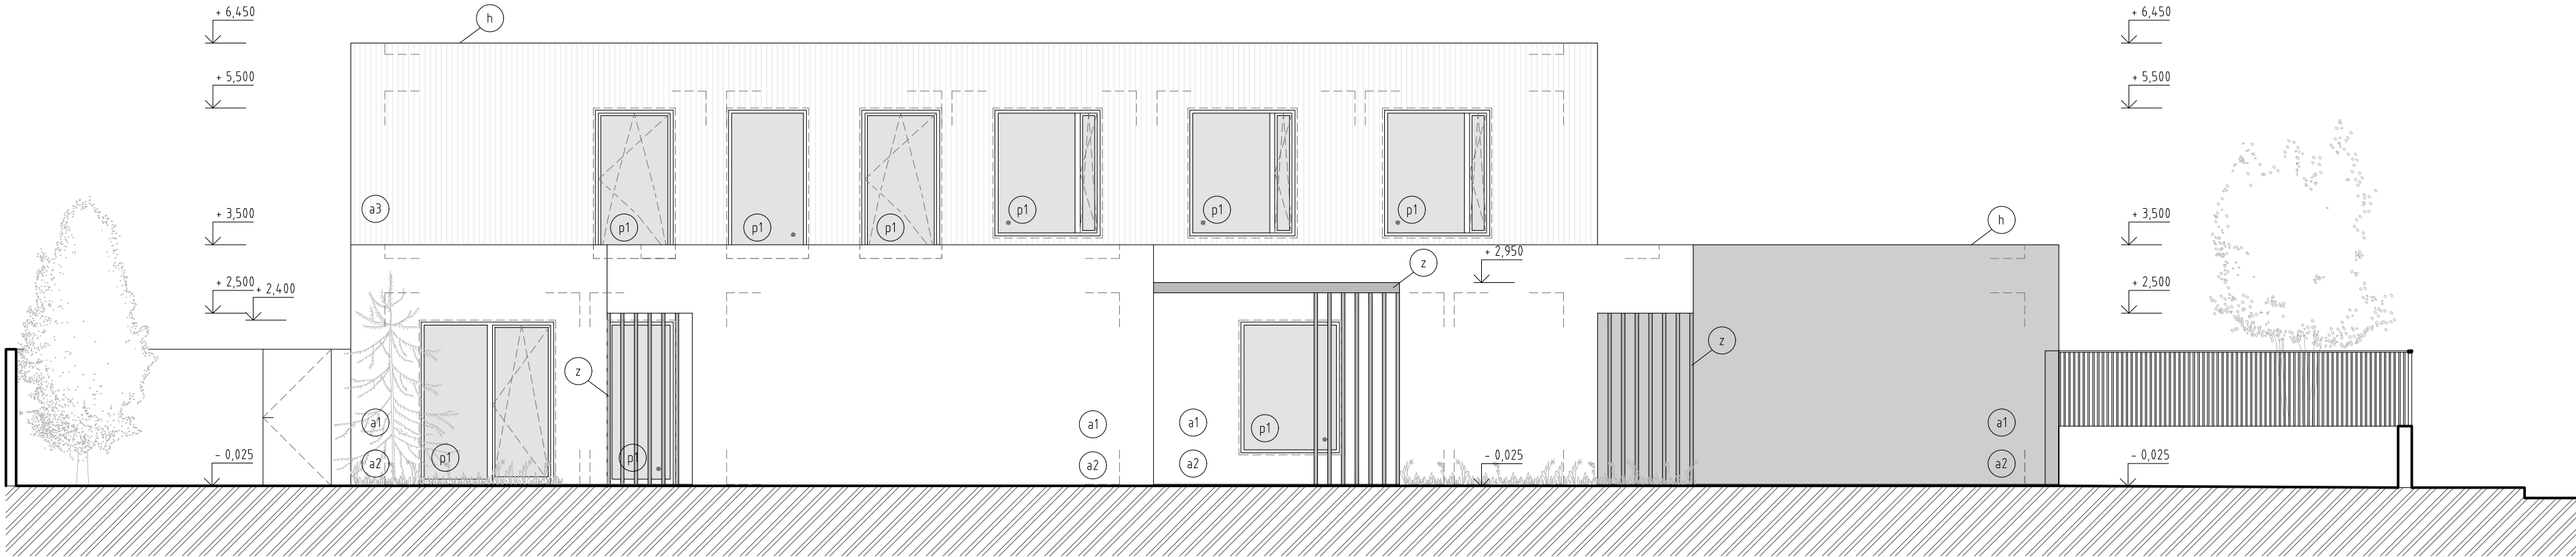 + 6,450
h
+ 6,450
+ 5,500
+ 5,500
a3
p1
p1
p1
p1
p1
p1
+ 3,500
h
+ 3,500
+ 2,950
z
+ 2,500
+ 2,400
+ 2,500
z
z
a1
a1
a1
p1
a1
- 0,025
a2
p1
p1
a2
a2
- 0,025
a2
- 0,025